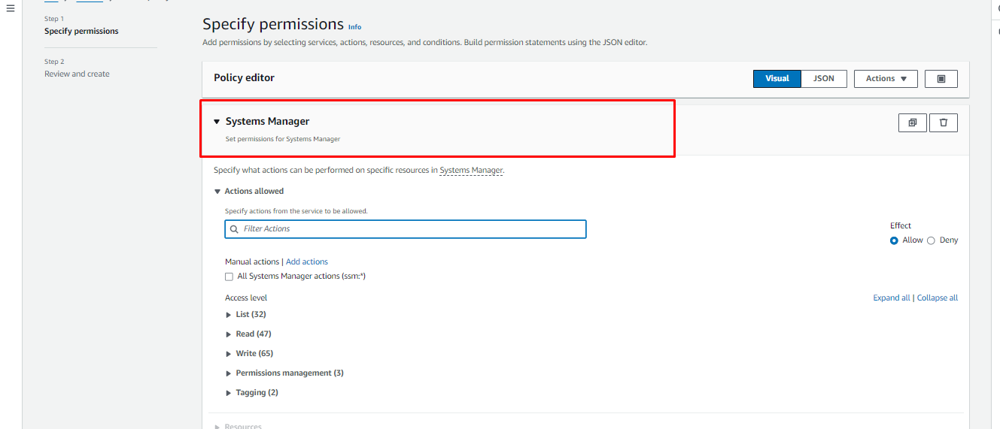 Step 1
Specify permissions
Step 2
Review and create
Specify permissions Info
Add permissions by selecting services, actions, resources, and conditions. Build permission statements using the JSON editor.
Policy editor
Visual
JSON
Actions
Systems Manager
Set permissions for Systems Manager
Specify what actions can be performed on specific resources in Systems Manager.
Actions allowed
Specify actions from the service to be allowed.
Filter Actions
Effect
Allow
Deny
Manual actions | Add actions
All Systems Manager actions (ssm:*)
Access level
Expand all | Collapse all
List (32)
Read (47)
Write (65)
Permissions management (3)
Tagging (2)
Resources